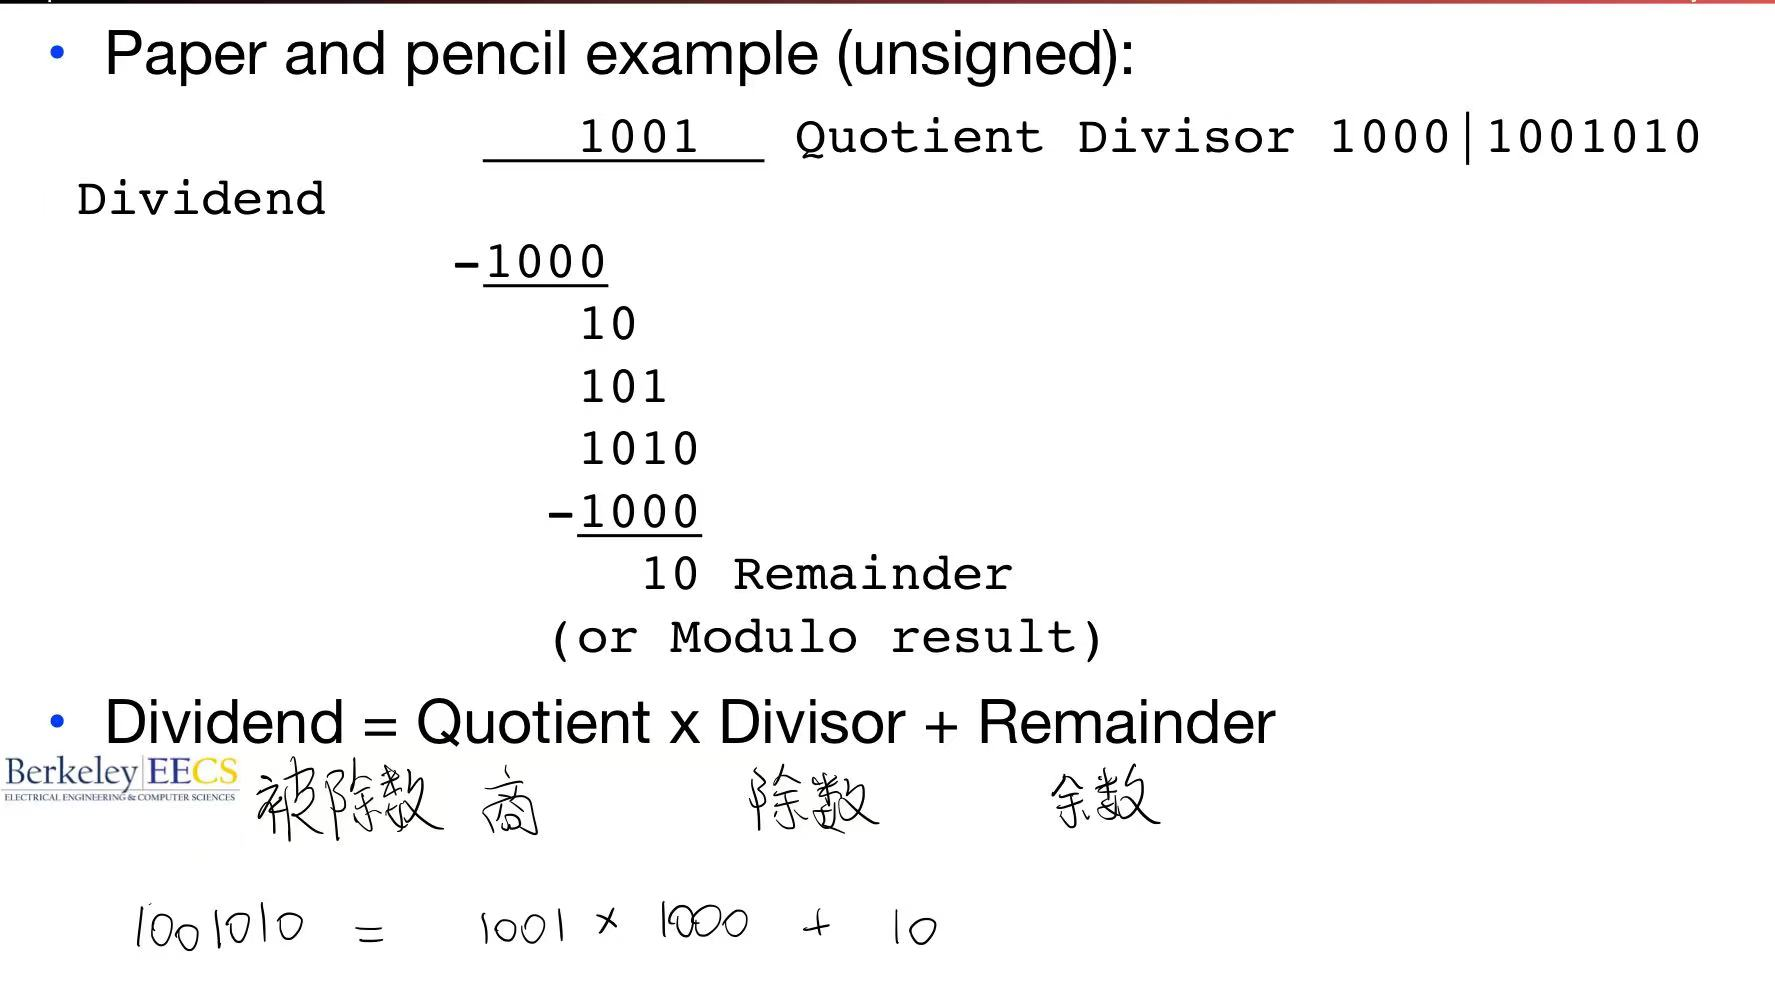 • Paper and pencil example (unsigned):
1001 Quotient Divisor 1000|1001010
Dividend
-1000
10
101
1010
-1000
10 Remainder
(or Modulo result)
• Dividend = Quotient x Divisor + Remainder
Berkeley|EECS
ELECTRICAL ENGINEERING & COMPUTER SCIENCES
被除数 商 除数 余数
1001010 = 1001 × 1000 + 10